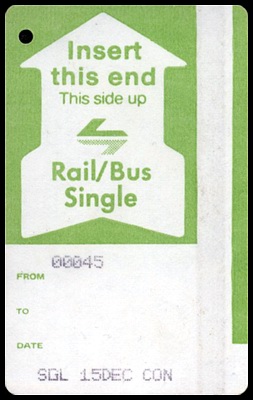 Insert
this end
This side up
Rail/Bus
Single
00045
FROM
TO
DATE
SGL 15DEC CON